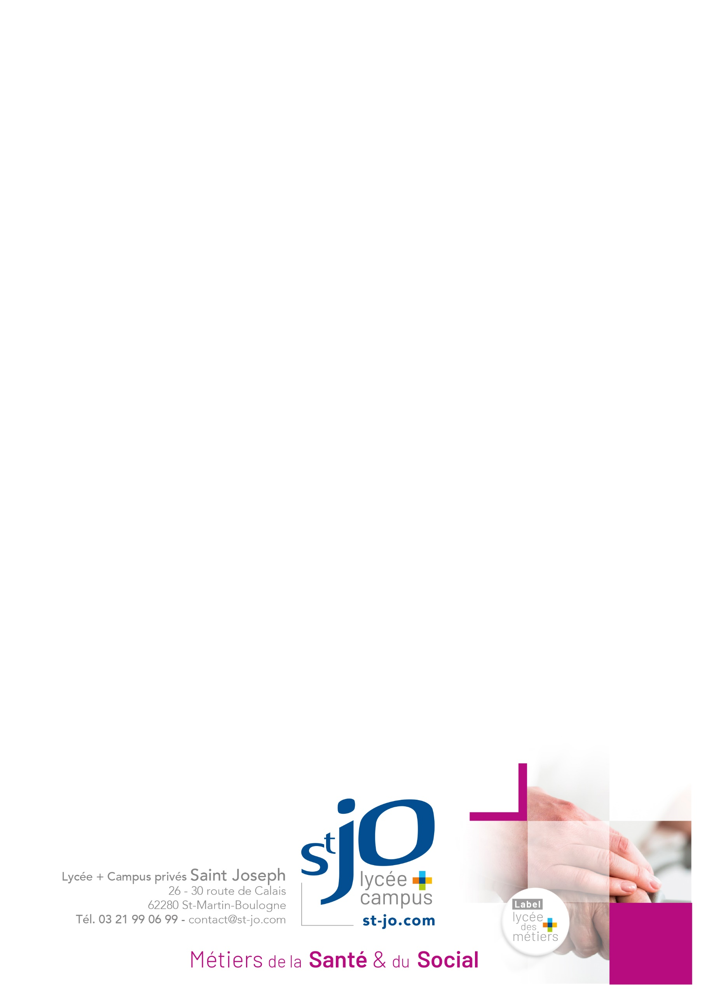 st jo
lycée + campus
st-jo.com
Lycée + Campus privés Saint Joseph
26 - 30 route de Calais
62280 St-Martin-Boulogne
Tél. 03 21 99 06 99 - contact@st-jo.com
Label
lycée
des
métiers
Métiers de la Santé & du Social